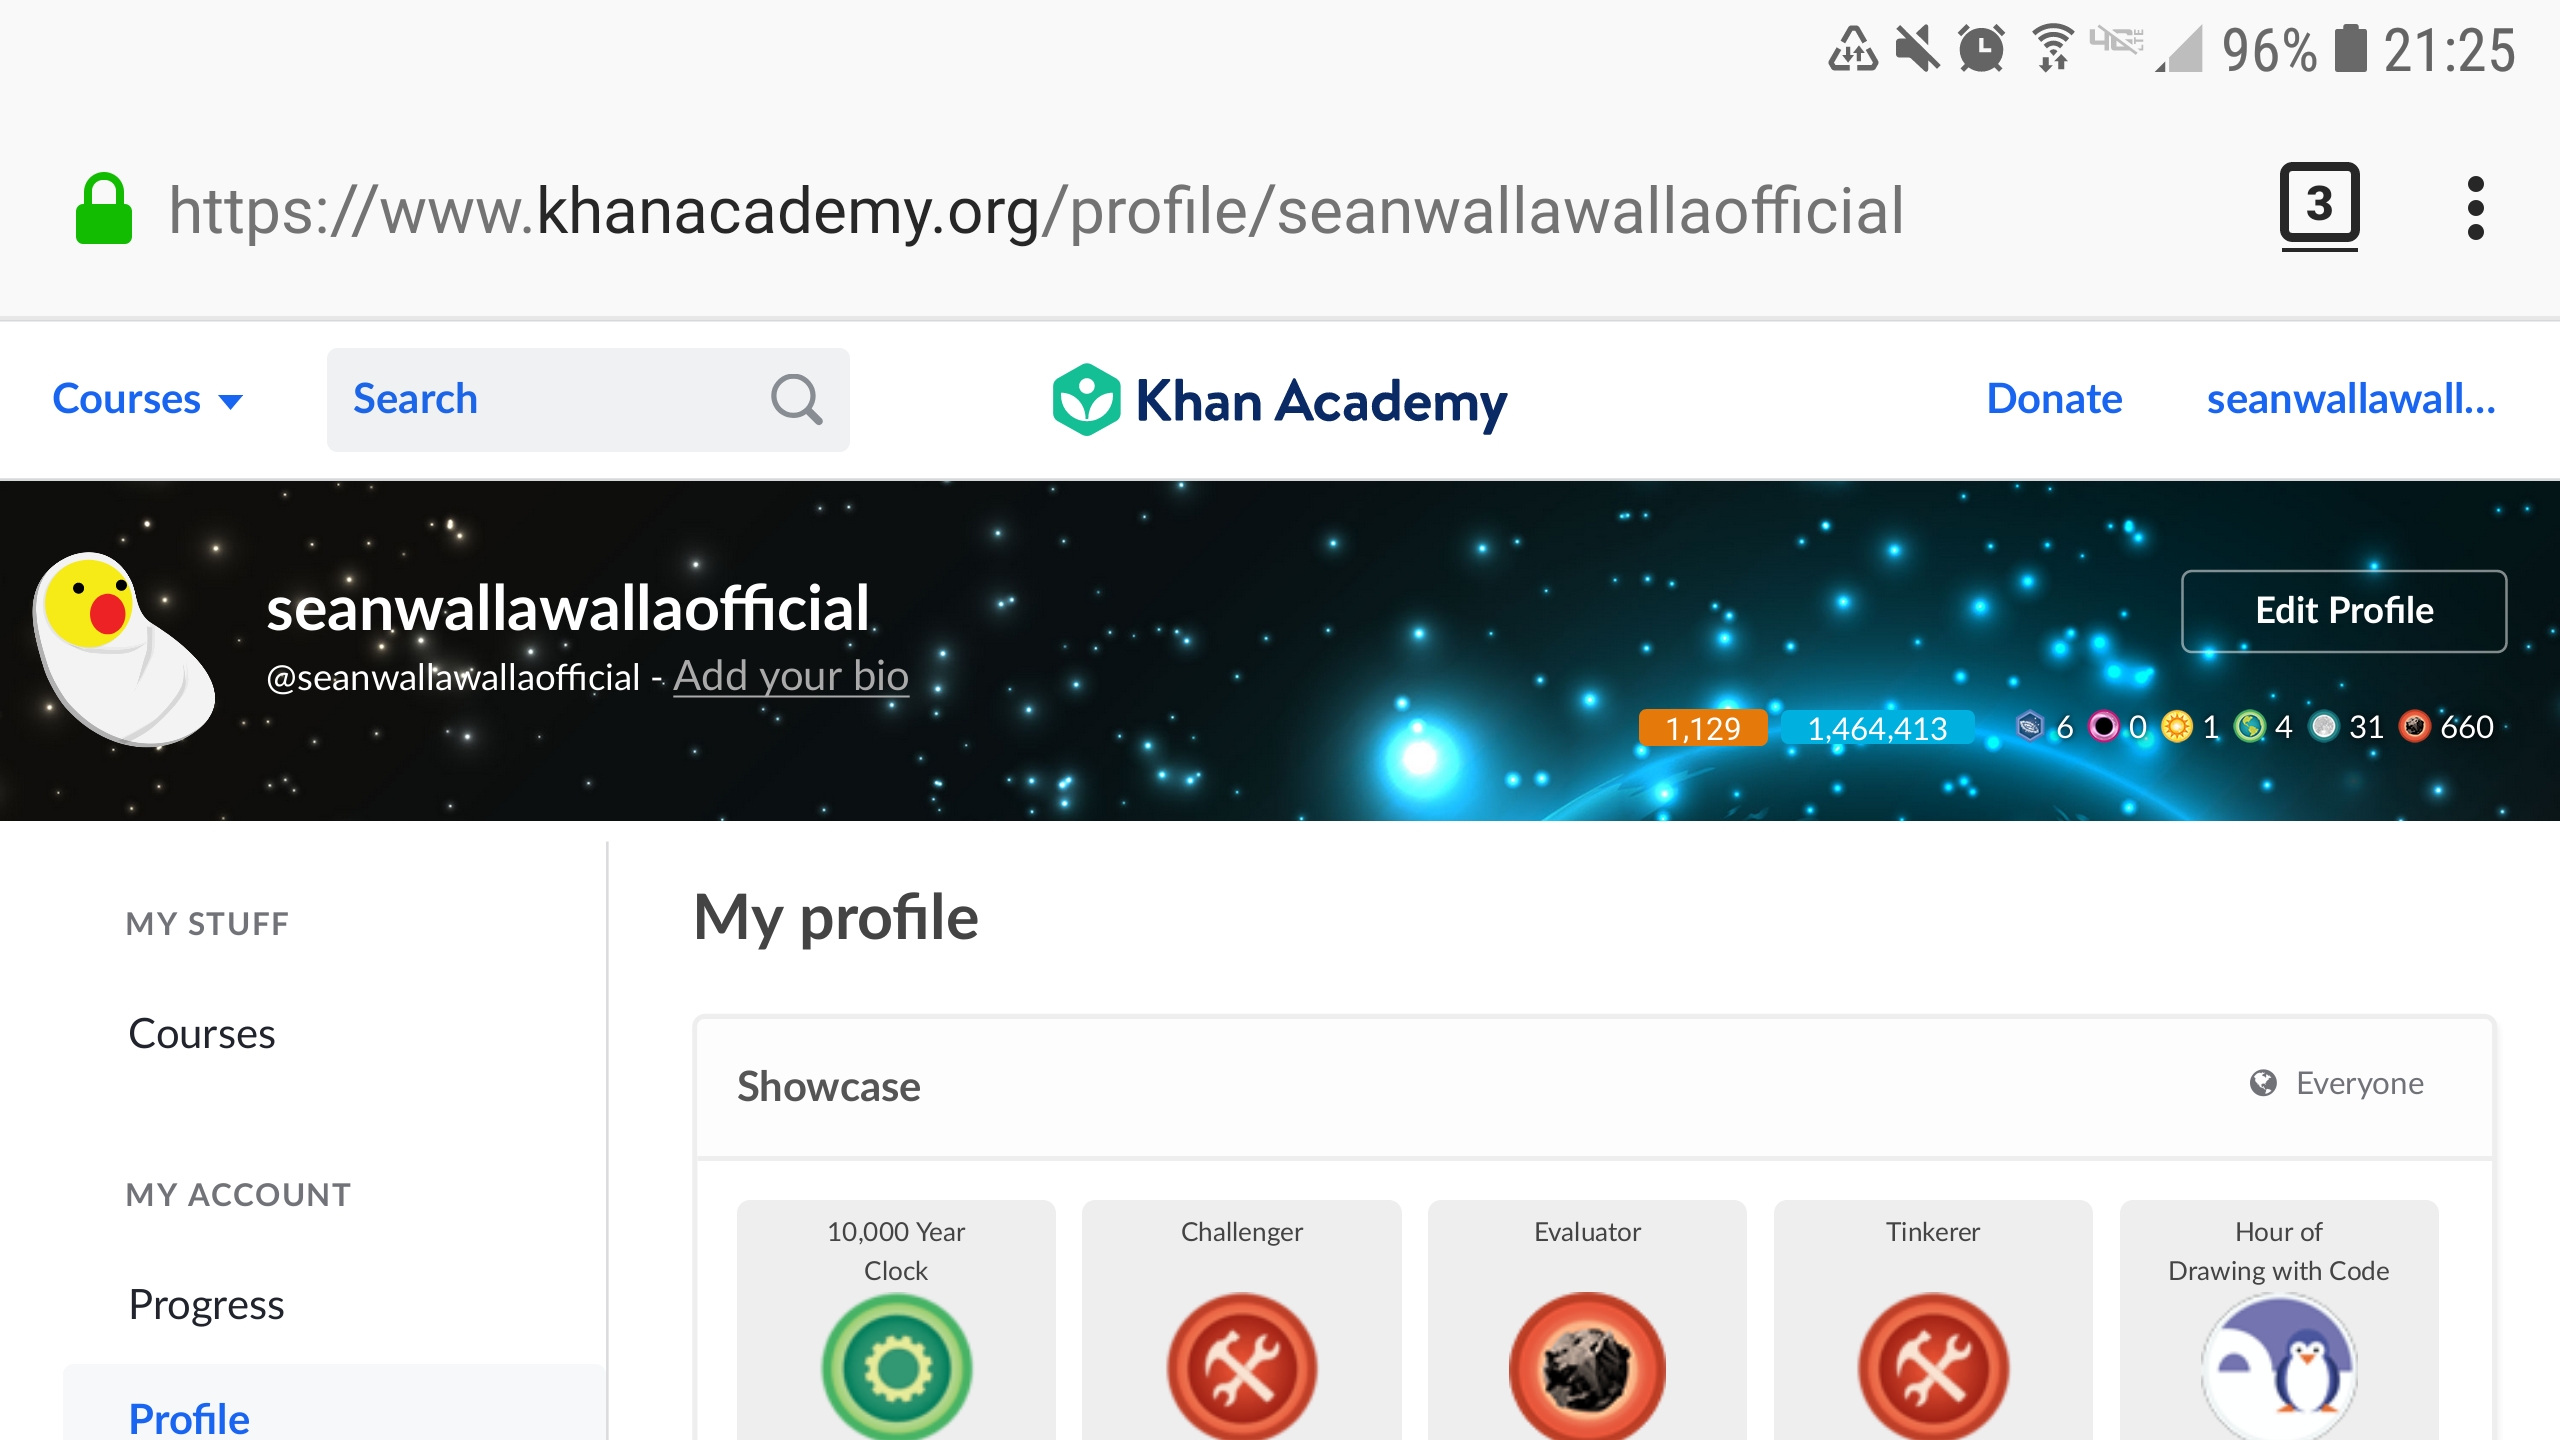 96% 21:25
https://www.khanacademy.org/profile/seanwallawallaofficial
3
Courses Search Khan Academy Donate seanwallawall...
seanwallawallaofficial
@seanwallawallaofficial - Add your bio
Edit Profile
1,129 1,464,413 6 0 1 4 31 660
MY STUFF
Courses
MY ACCOUNT
Progress
Profile
My profile
Showcase Everyone
10,000 Year
Clock
Challenger
Evaluator
Tinkerer
Hour of
Drawing with Code